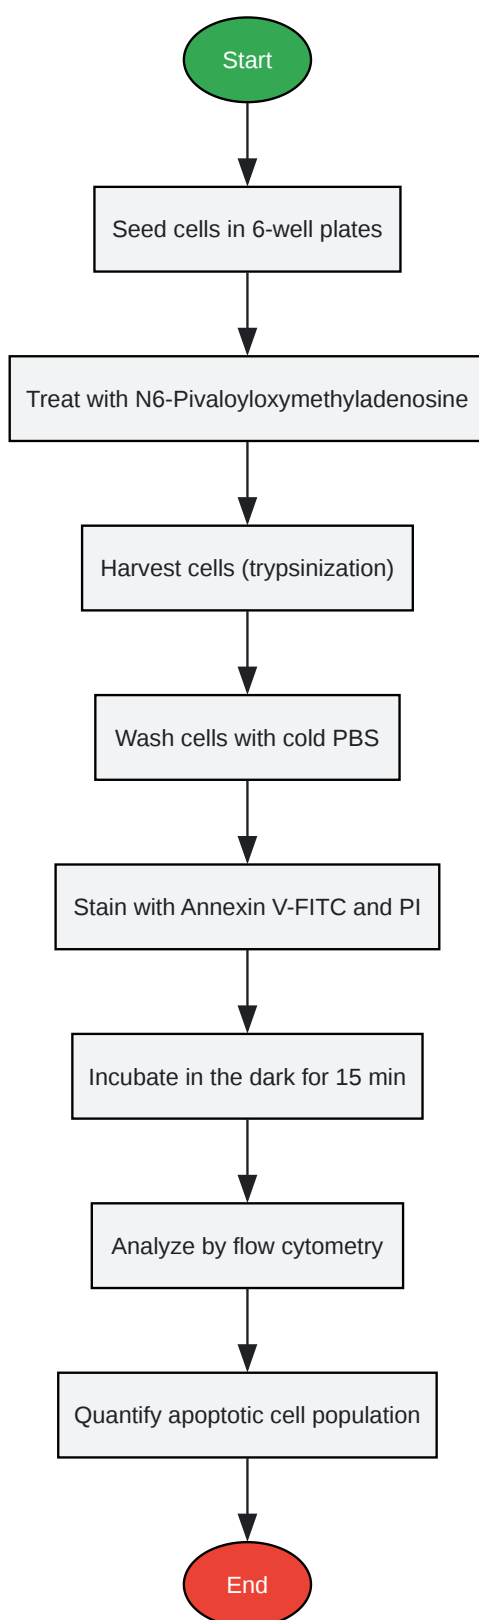 Start
Seed cells in 6-well plates
Treat with N6-Pivaloyloxymethyladenosine
Harvest cells (trypsinization)
Wash cells with cold PBS
Stain with Annexin V-FITC and PI
Incubate in the dark for 15 min
Analyze by flow cytometry
Quantify apoptotic cell population
End